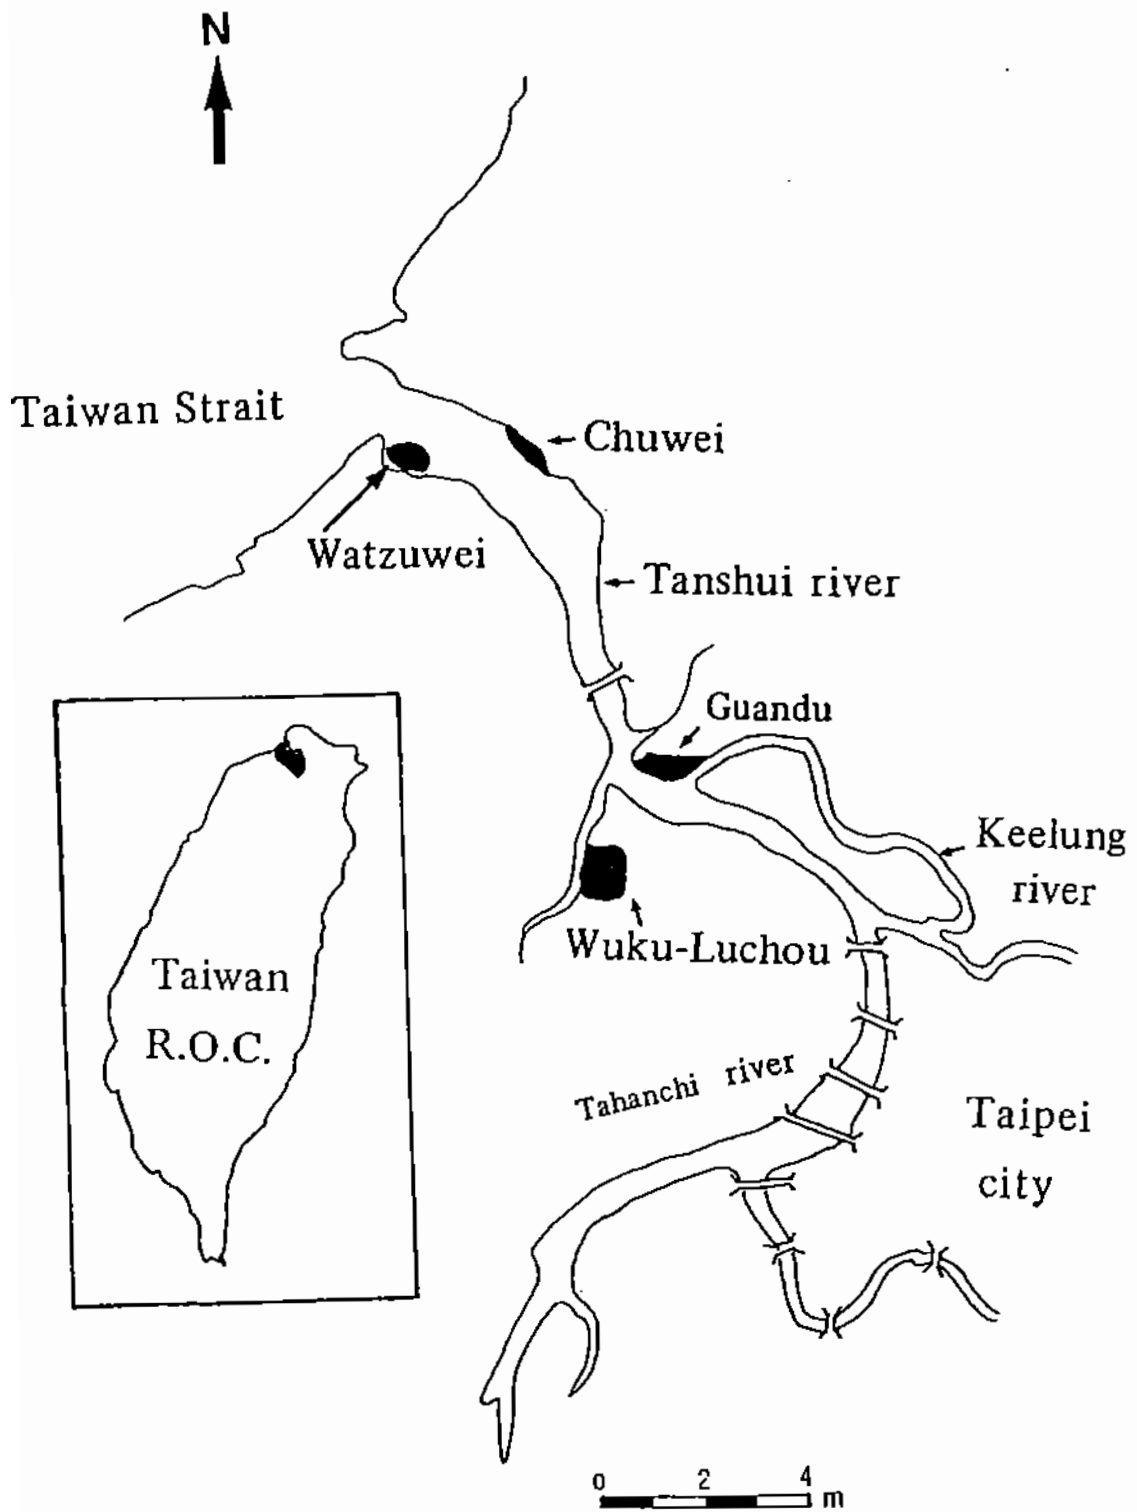 N
Taiwan Strait
Chuwei
Watzuwei
Tanshui river
Guandu
Keelung
river
Wuku-Luchou
Taiwan
R.O.C.
Tahanchi river
Taipei
city
0 2 4
m